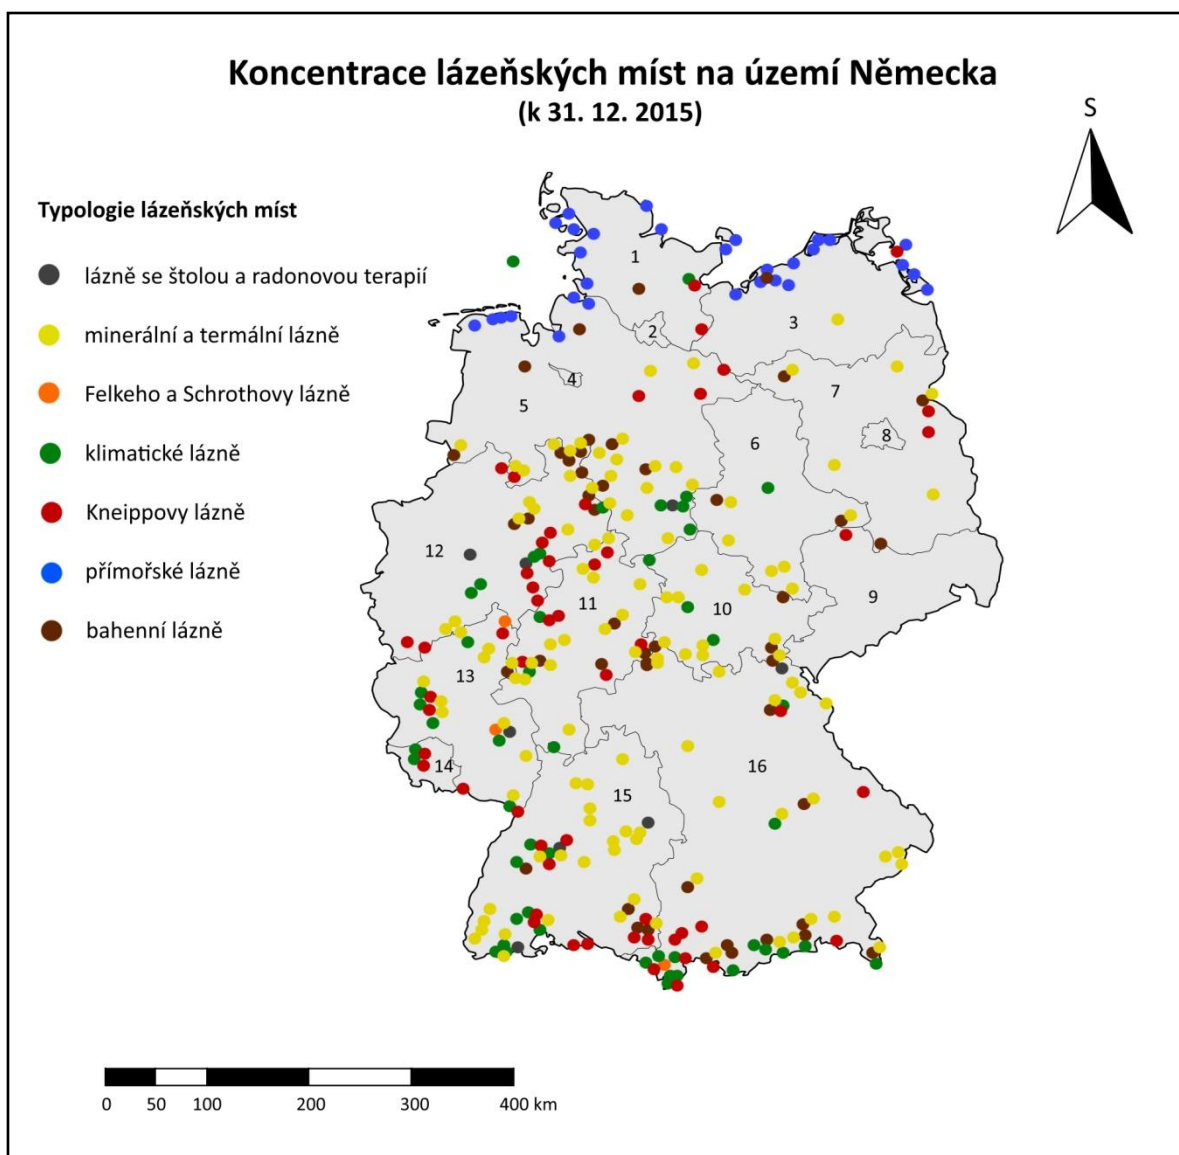 Koncentrace lázeňských míst na území Německa
(k 31. 12. 2015)
S
Typologie lázeňských míst
lázně se štolou a radonovou terapií
minerální a termální lázně
Felkeho a Schrothovy lázně
klimatické lázně
Kneippovy lázně
přímořské lázně
bahenní lázně
1
2
3
4
5
6
7
8
9
10
11
12
13
14
15
16
0 50 100 200 300 400 km